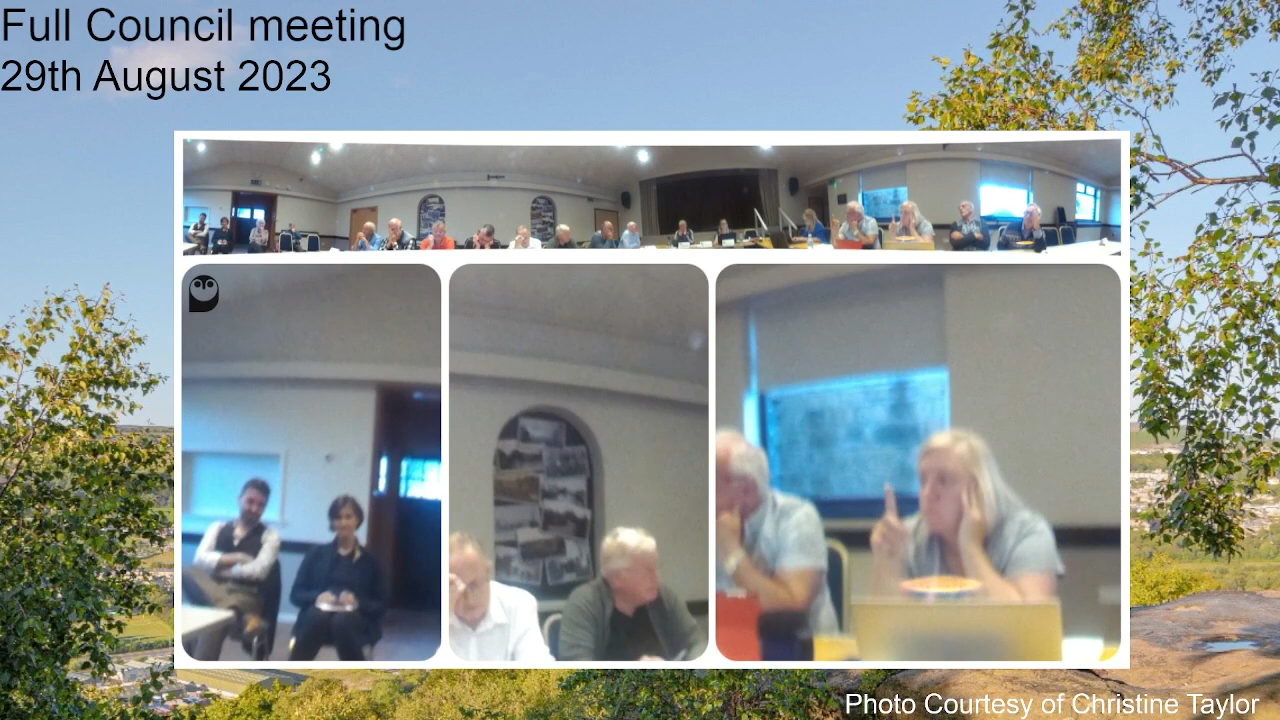 Full Council meeting
29th August 2023
Photo Courtesy of Christine Taylor